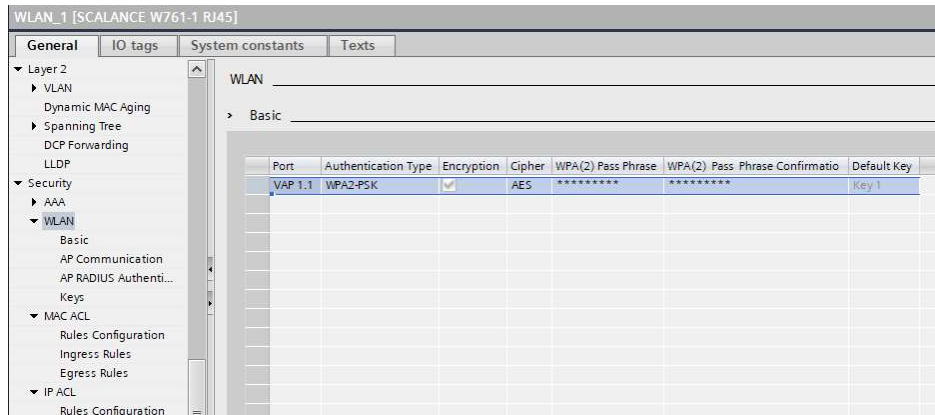 WLAN_1 [SCALANCE W761-1 RJ45]
General IO tags System constants Texts
Layer 2
VLAN
Dynamic MAC Aging
Spanning Tree
DCP Forwarding
LLDP
Security
AAA
WLAN
Basic
AP Communication
AP RADIUS Authenti...
Keys
MAC ACL
Rules Configuration
Ingress Rules
Egress Rules
IP ACL
Rules Configuration
WLAN
Basic
Port Authentication Type Encryption Cipher WPA(2) Pass Phrase WPA(2) Pass Phrase Confirmatio Default Key
VAP 1.1 WPA2-PSK AES ********* ********* Key 1